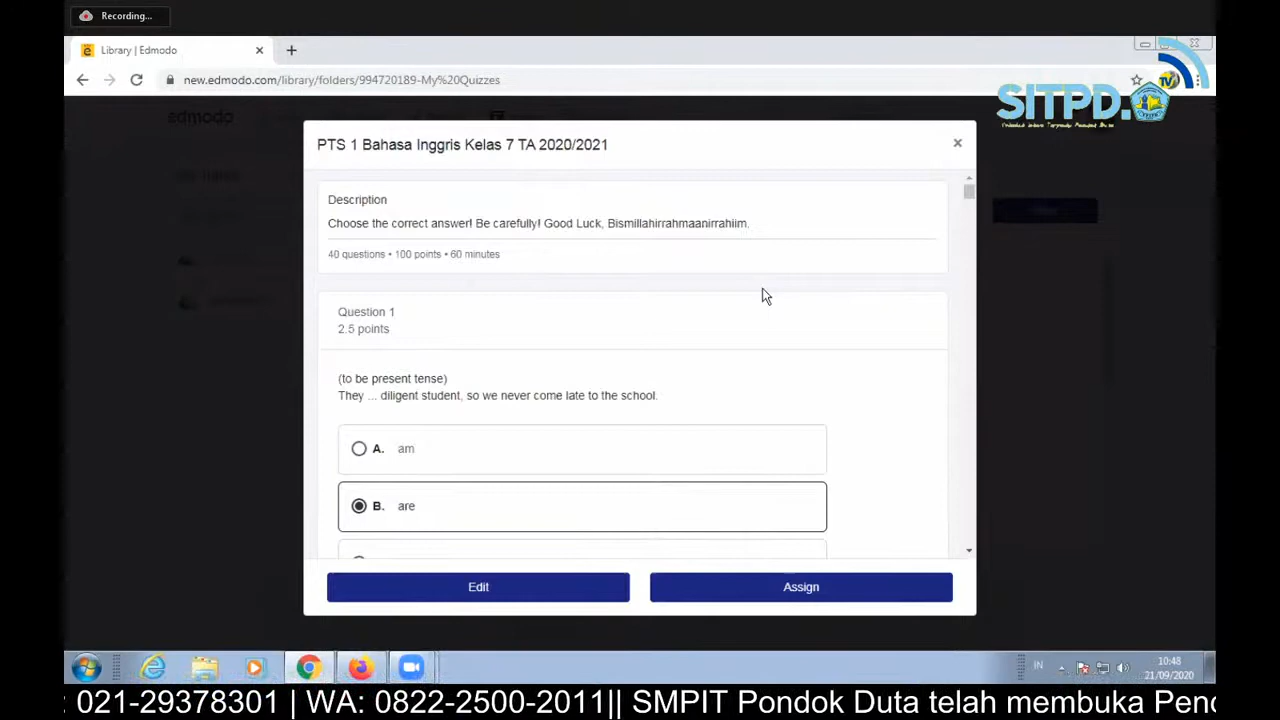 Recording...
Library | Edmodo
new.edmodo.com/library/folders/994720189-My%20Quizzes
SITPD.
TV
edmodo
PTS 1 Bahasa Inggris Kelas 7 TA 2020/2021
Description
Choose the correct answer! Be carefully! Good Luck, Bismillahirrahmaanirrahiim.
40 questions • 100 points • 60 minutes
Question 1
2.5 points
(to be present tense)
They ... diligent student, so we never come late to the school.
A. am
B. are
Edit
Assign
IN
10:48
21/09/2020
: 021-29378301 | WA: 0822-2500-2011|| SMPIT Pondok Duta telah membuka Penc